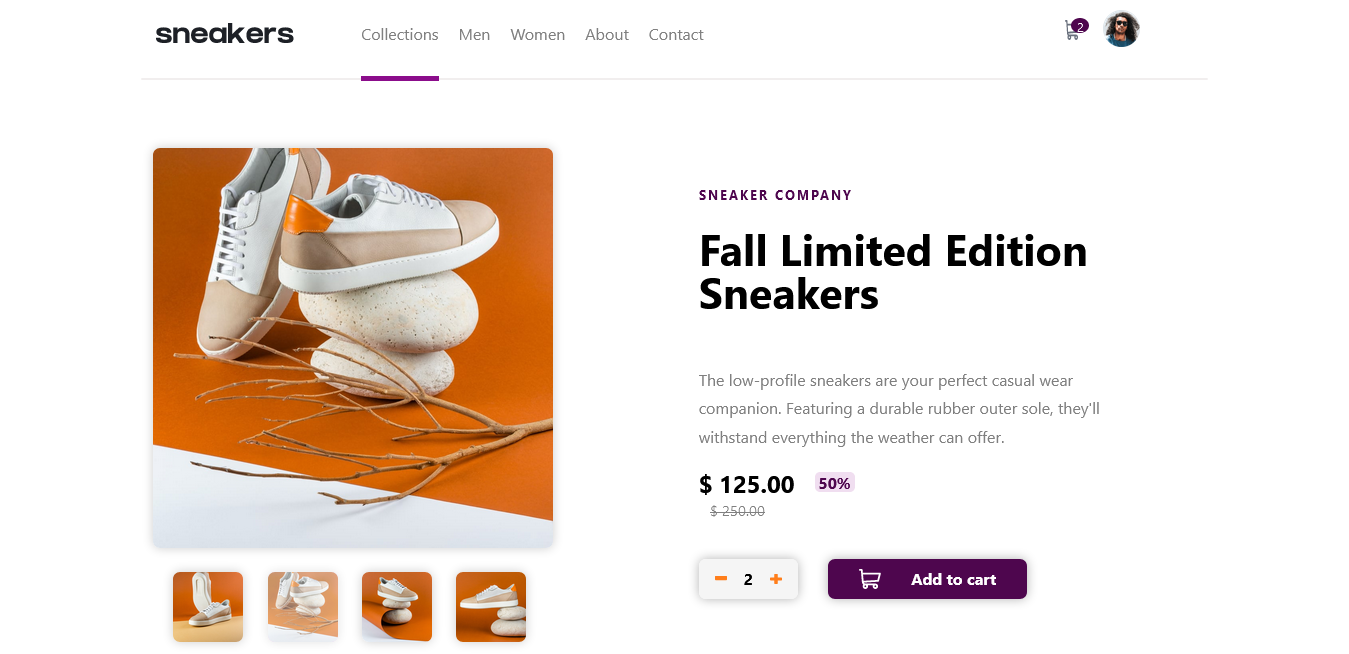 sneakers
Collections Men Women About Contact
2
SNEAKER COMPANY
Fall Limited Edition
Sneakers
The low-profile sneakers are your perfect casual wear
companion. Featuring a durable rubber outer sole, they'll
withstand everything the weather can offer.
$ 125.00 50%
$ 250.00
2
Add to cart